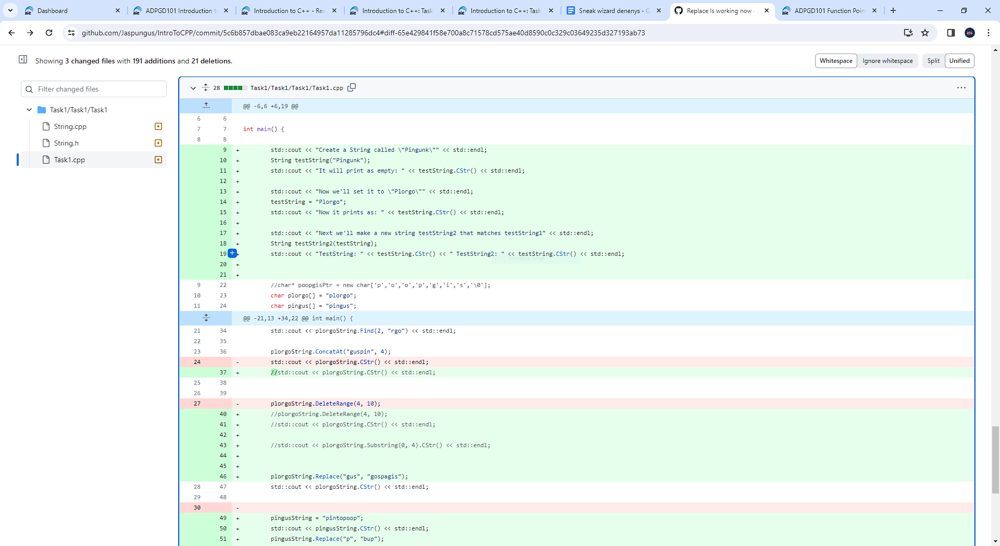 Dashboard
ADPGD101 Introduction to
Introduction to C++ - Res
Introduction to C++: Task
Introduction to C++: Task
Sneak wizard denenys - G
Replace Is working now ·
ADPGD101 Function Poin
github.com/Jaspungus/IntroToCPP/commit/5c6b857dbae083ca9eb22164957da11285796dc4#diff-65e429841f58e700a8c71578cd575ae40d8590c0c329c03649235d327193ab73
Showing 3 changed files with 191 additions and 21 deletions.
Whitespace Ignore whitespace Split Unified
Filter changed files
Task1/Task1/Task1
String.cpp
String.h
Task1.cpp
28 Task1/Task1/Task1/Task1.cpp
@@ -6,6 +6,19 @@
6 6
7 7 int main() {
8 8
9 + std::cout << "Create a String called \"Pingunk\"" << std::endl;
10 + String testString("Pingunk");
11 + std::cout << "It will print as empty: " << testString.CStr() << std::endl;
12 +
13 + std::cout << "Now we'll set it to \"Plorgo\"" << std::endl;
14 + testString = "Plorgo";
15 + std::cout << "Now it prints as: " << testString.CStr() << std::endl;
16 +
17 + std::cout << "Next we'll make a new string testString2 that matches testString1" << std::endl;
18 + String testString2(testString);
19 + std::cout << "TestString: " << testString.CStr() << " TestString2: " << testString.CStr() << std::endl;
20 +
21 +
9 22 //char* poopgisPtr = new char['p','o','o','p','g','i','s','\0'];
10 23 char plorgo[] = "plorgo";
11 24 char pingus[] = "pingus";
@@ -21,13 +34,22 @@ int main() {
21 34 std::cout << plorgoString.Find(2, "rgo") << std::endl;
22 35
23 36 plorgoString.ConcatAt("guspin", 4);
24 - std::cout << plorgoString.CStr() << std::endl;
37 + //std::cout << plorgoString.CStr() << std::endl;
25 38
26 39
27 - plorgoString.DeleteRange(4, 10);
40 + //plorgoString.DeleteRange(4, 10);
41 + //std::cout << plorgoString.CStr() << std::endl;
42 +
43 + //std::cout << plorgoString.Substring(0, 4).CStr() << std::endl;
44 +
45 +
46 + plorgoString.Replace("gus", "gospagis");
28 47 std::cout << plorgoString.CStr() << std::endl;
29 48
30 -
49 + pingusString = "pintopoop";
50 + std::cout << pingusString.CStr() << std::endl;
51 + pingusString.Replace("p", "bup");